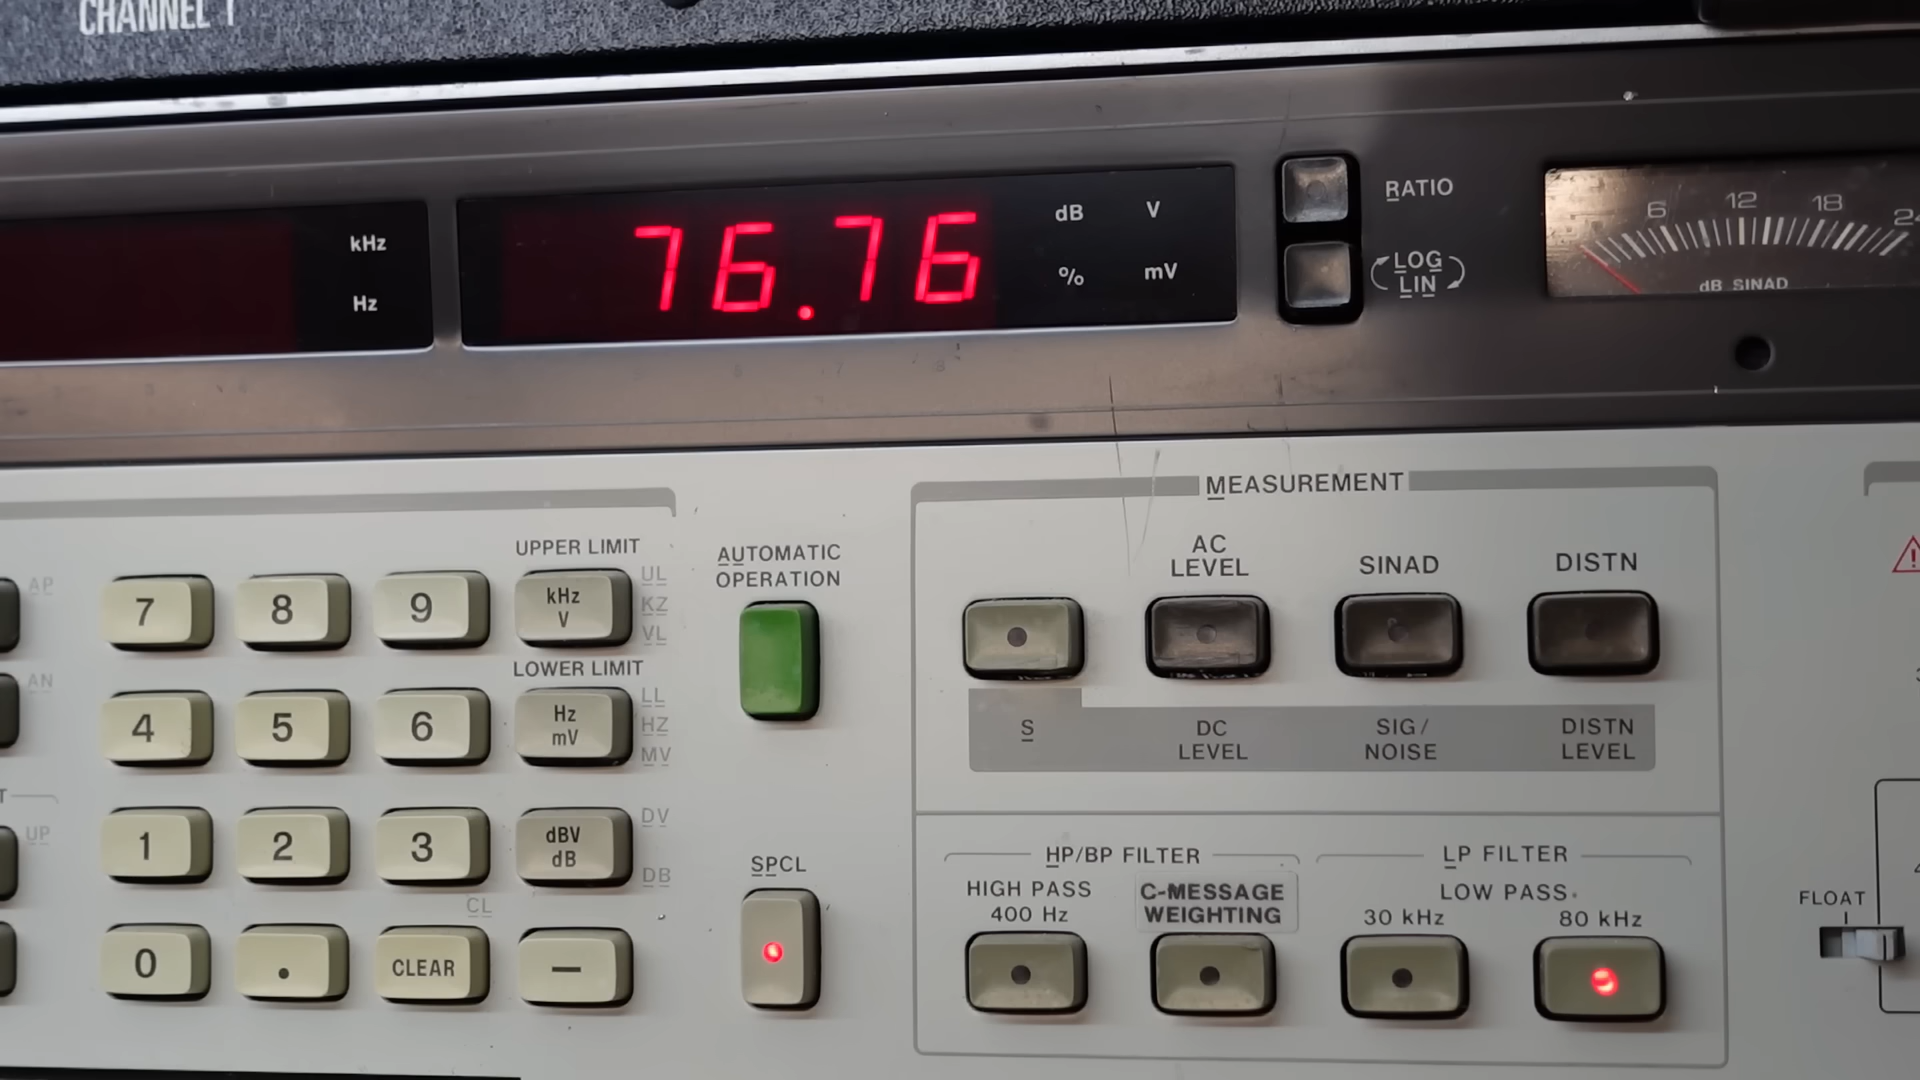 CHANNEL 1
kHz
Hz
76.76
dB V
% mV
RATIO
LOG
LIN
6 12 18 24
dB SINAD
MEASUREMENT
UPPER LIMIT
AUTOMATIC
OPERATION
AC
LEVEL
SINAD
DISTN
AP
7 8 9
kHz
V
UL
KZ
VL
LOWER LIMIT
AN
4 5 6
Hz
mV
LL
HZ
MV
S
DC
LEVEL
SIG/
NOISE
DISTN
LEVEL
UP
1 2 3
dBV
dB
DV
DB
SPCL
HP/BP FILTER
LP FILTER
HIGH PASS
400 Hz
C-MESSAGE
WEIGHTING
LOW PASS
30 kHz 80 kHz
CL
0 . CLEAR −
FLOAT